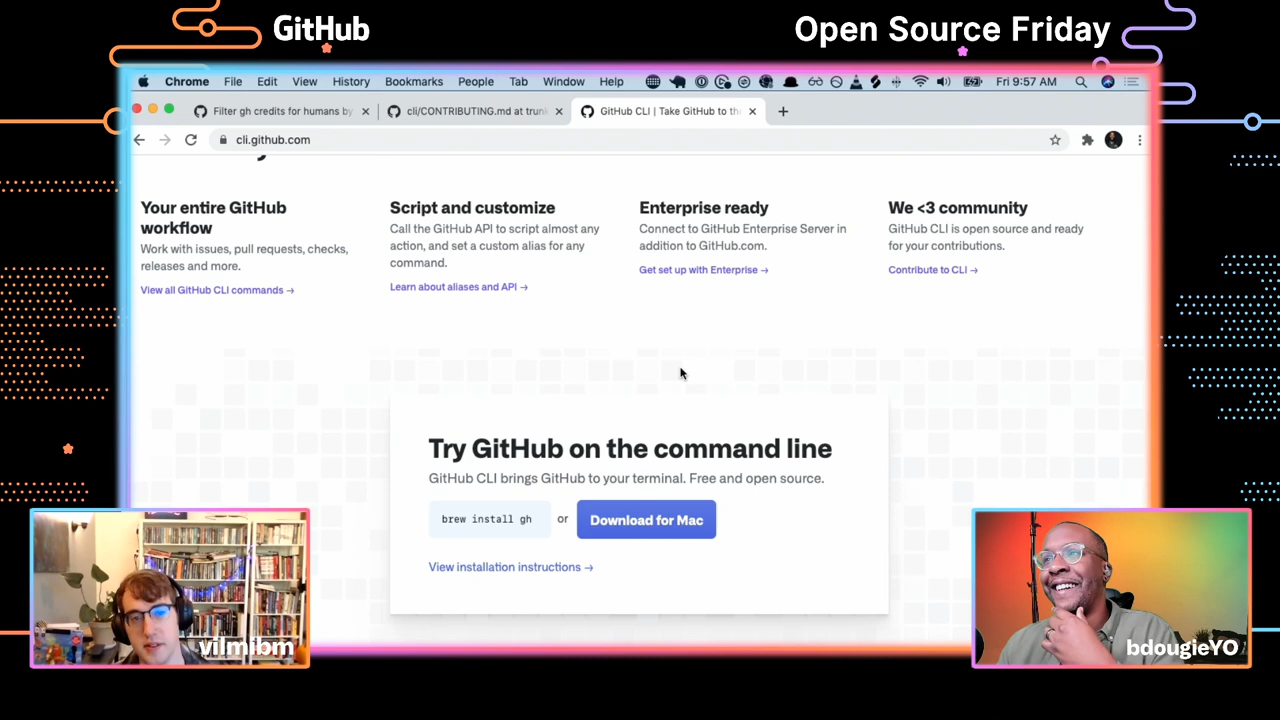 GitHub
Open Source Friday
Chrome File Edit View History Bookmarks People Tab Window Help Fri 9:57 AM
Filter gh credits for humans by
cli/CONTRIBUTING.md at trun
GitHub CLI | Take GitHub to the
cli.github.com
Your entire GitHub
workflow
Work with issues, pull requests, checks,
releases and more.
View all GitHub CLI commands →
Script and customize
Call the GitHub API to script almost any
action, and set a custom alias for any
command.
Learn about aliases and API →
Enterprise ready
Connect to GitHub Enterprise Server in
addition to GitHub.com.
Get set up with Enterprise →
We <3 community
GitHub CLI is open source and ready
for your contributions.
Contribute to CLI →
Try GitHub on the command line
GitHub CLI brings GitHub to your terminal. Free and open source.
brew install gh or Download for Mac
View installation instructions →
vilmibm
bdougieYO